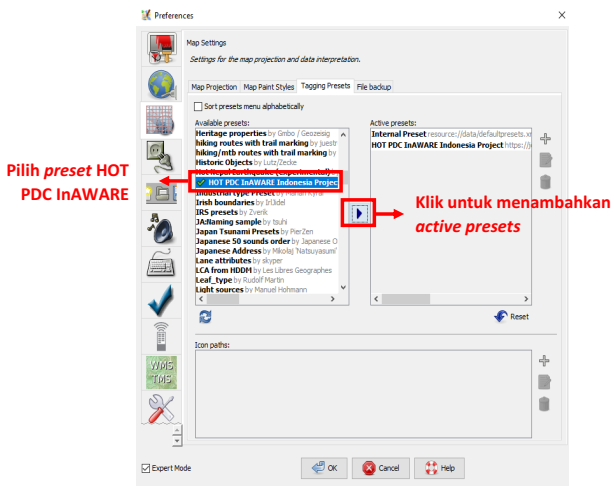 Preferences
Map Settings
Settings for the map projection and data interpretation.
Map Projection Map Paint Styles Tagging Presets File backup
Sort presets menu alphabetically
Available presets:
Heritage properties by Gmbo / Geozeisig
hiking routes with trail marking by juestr
hiking/mtb routes with trail marking by
Historic Objects by Lutz/Zecke
Hot Nepal Earthquake (experimental)
HOT PDC InAWARE Indonesia Projec
Industrial type Preset
Irish boundaries by IrlJidel
IRS presets by Zverik
JA:Naming sample by tsuhi
Japan Tsunami Presets by PierZen
Japanese 50 sounds order by Japanese O
Japanese Address by Mikołaj 'Natsuyasumi'
Lane attributes by skyper
LCA from HDDM by Les Libres Geographes
Leaf_type by Rudolf Martin
Light sources by Manuel Hohmann
Active presets:
Internal Preset resource://data/defaultpresets.xr
HOT PDC InAWARE Indonesia Project https://j
Pilih preset HOT
PDC InAWARE
Klik untuk menambahkan
active presets
Reset
Icon paths:
WMS
TMS
Expert Mode
OK
Cancel
Help